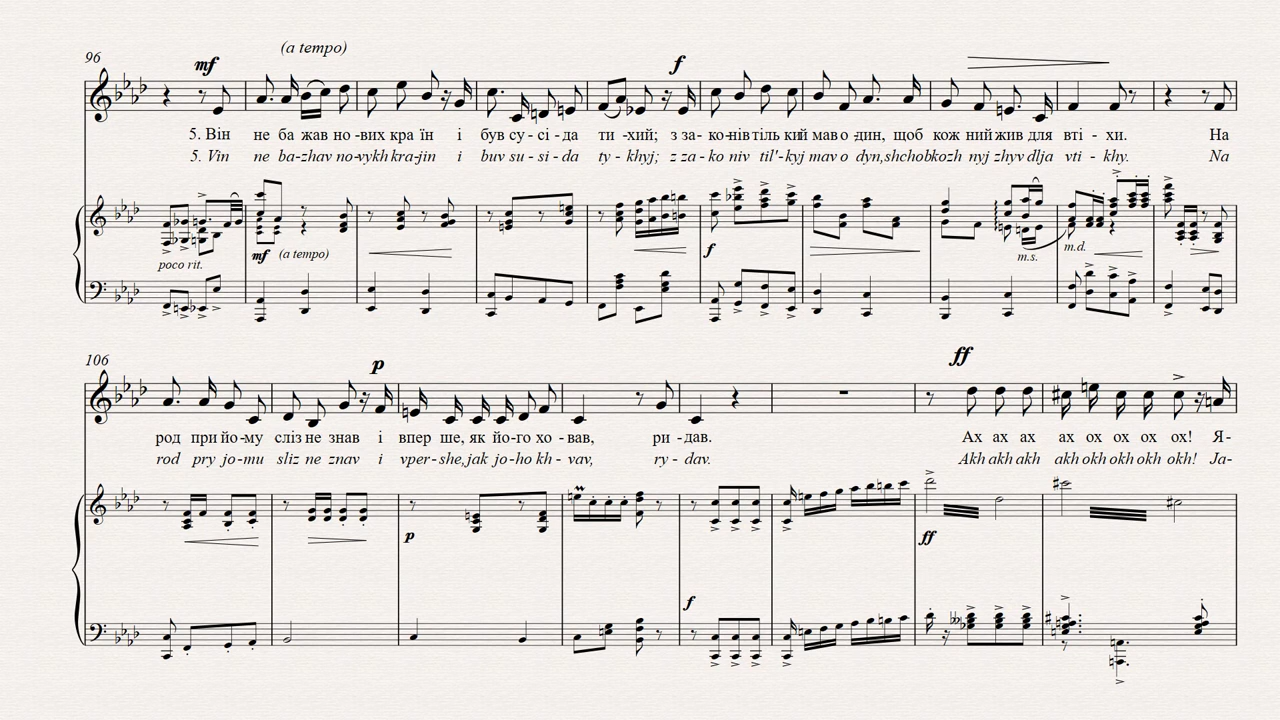 (a tempo)
96
mf
f
5. Він не ба жав но - вих кра їн і був су - сі - да ти - хий; з за - ко - нів тіль кий мав о - дин, щоб кож ний жив для вті - хи. На
5. Vin ne ba - zhav no - vykh kra - jin i buv su - si - da ty - khyj; z za - ko niv til' - kyj mav o dyn, shchob kozh nyj zhyv dlja vti - khy. Na
poco rit.
mf (a tempo)
f
m.s.
m.d.
106
p
ff
род при йо - му сліз не знав і впер ше, як йо - го хо - вав, ри - дав. Ах ах ах ах ох ох ох ох! Я -
rod pry jo - mu sliz ne znav i vper - she, jak jo - ho kh - vav, ry - dav. Akh akh akh akh okh okh okh okh! Ja -
p
ff
f